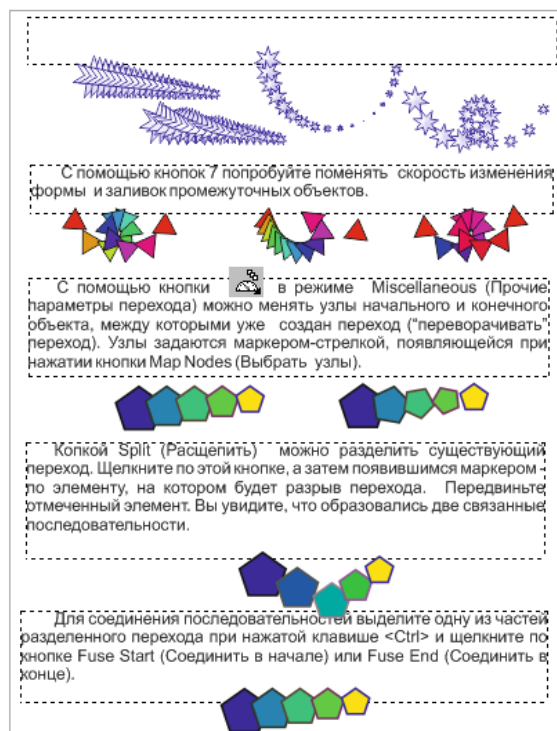 С помощью кнопок 7 попробуйте поменять скорость изменения
формы и заливок промежуточных объектов.
С помощью кнопки в режиме Miscellaneous (Прочие
параметры перехода) можно менять узлы начального и конечного
объекта, между которыми уже создан переход (“переворачивать”
переход). Узлы задаются маркером-стрелкой, появляющейся при
нажатии кнопки Map Nodes (Выбрать узлы).
Копкой Split (Расщепить) можно разделить существующий
переход. Щелкните по этой кнопке, а затем появившимся маркером -
по элементу, на котором будет разрыв перехода. Передвиньте
отмеченный элемент. Вы увидите, что образовались две связанные
последовательности.
Для соединения последовательностей выделите одну из частей
разделенного перехода при нажатой клавише <Ctrl> и щелкните по
кнопке Fuse Start (Соединить в начале) или Fuse End (Соединить в
конце).